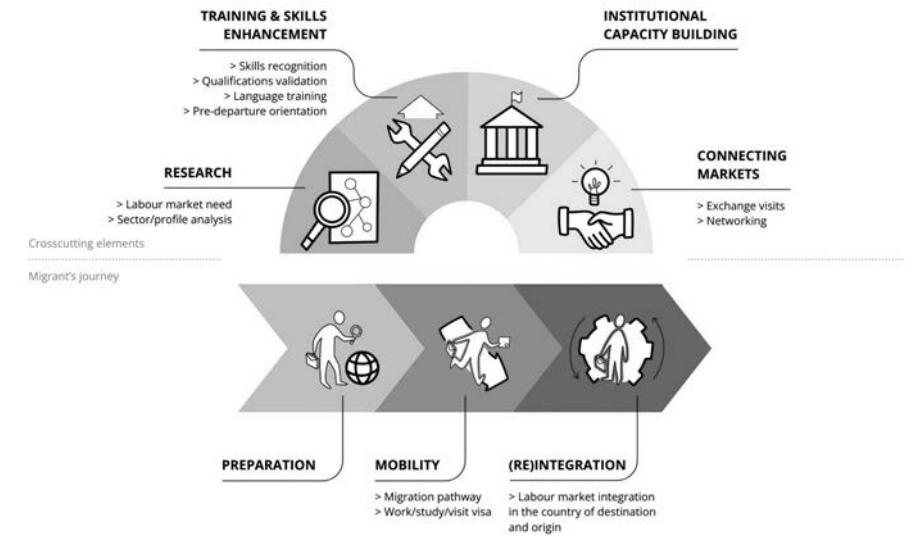 TRAINING & SKILLS
ENHANCEMENT
> Skills recognition
> Qualifications validation
> Language training
> Pre-departure orientation
INSTITUTIONAL
CAPACITY BUILDING
RESEARCH
> Labour market need
> Sector/profile analysis
CONNECTING
MARKETS
> Exchange visits
> Networking
Crosscutting elements
Migrant's journey
PREPARATION
MOBILITY
> Migration pathway
> Work/study/visit visa
(RE)INTEGRATION
> Labour market integration
in the country of destination
and origin